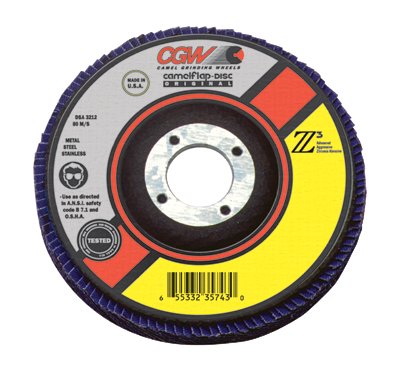 CGW
CAMEL GRINDING WHEELS
camelflap-DISC
ORIGINAL
MADE IN
U.S.A.
OSA 3212
80 M/S
METAL
STEEL
STAINLESS
-Use as directed
in A.N.S.I. safety
code B 7.1 and
O.S.H.A.
TESTED
Z3
Advanced
Aggressive
Zirconia Abrasive
6 55332 35743 0